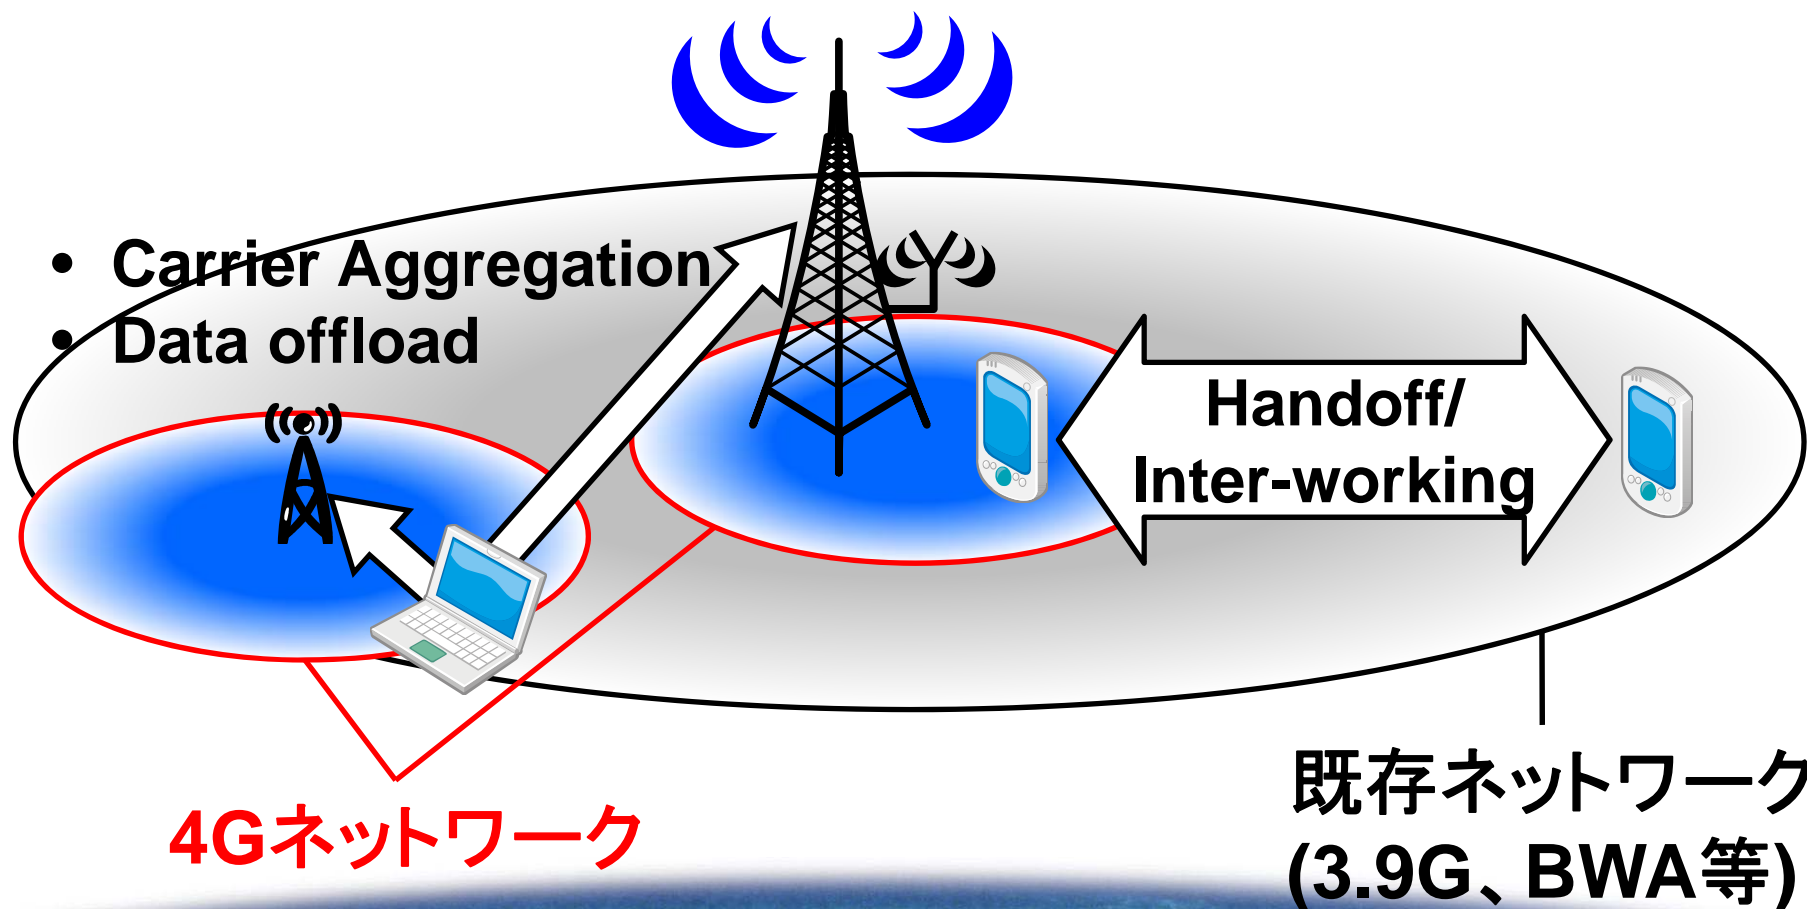 • Carrier Aggregation
• Data offload
Handoff/
Inter-working
4Gネットワーク
既存ネットワーク
(3.9G、BWA等)